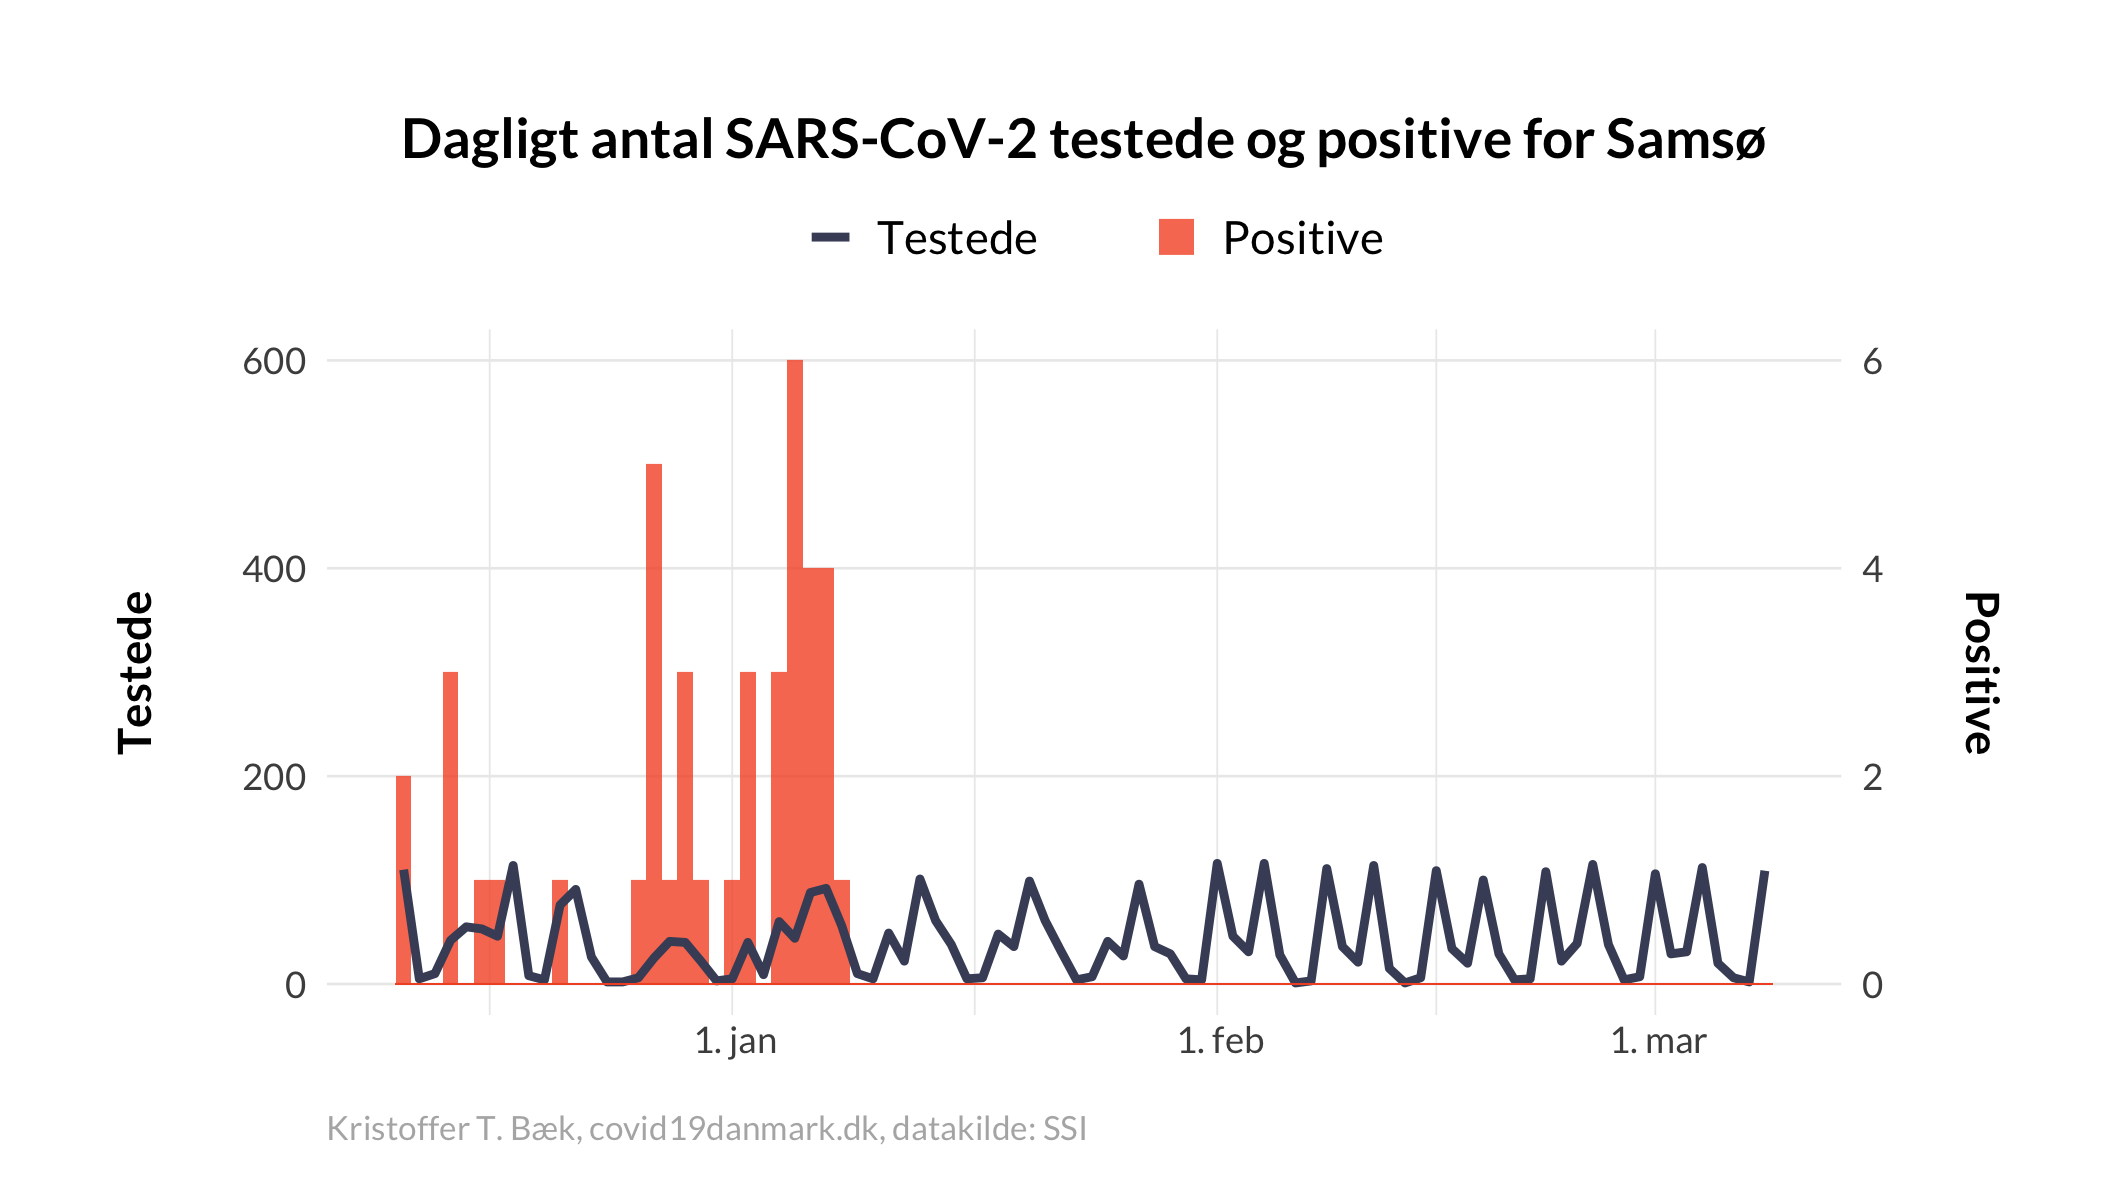 Dagligt antal SARS-CoV-2 testede og positive for Samsø
Testede
Positive
600
400
200
0
6
4
2
0
Testede
Positive
1. jan
1. feb
1. mar
Kristoffer T. Bæk, covid19danmark.dk, datakilde: SSI